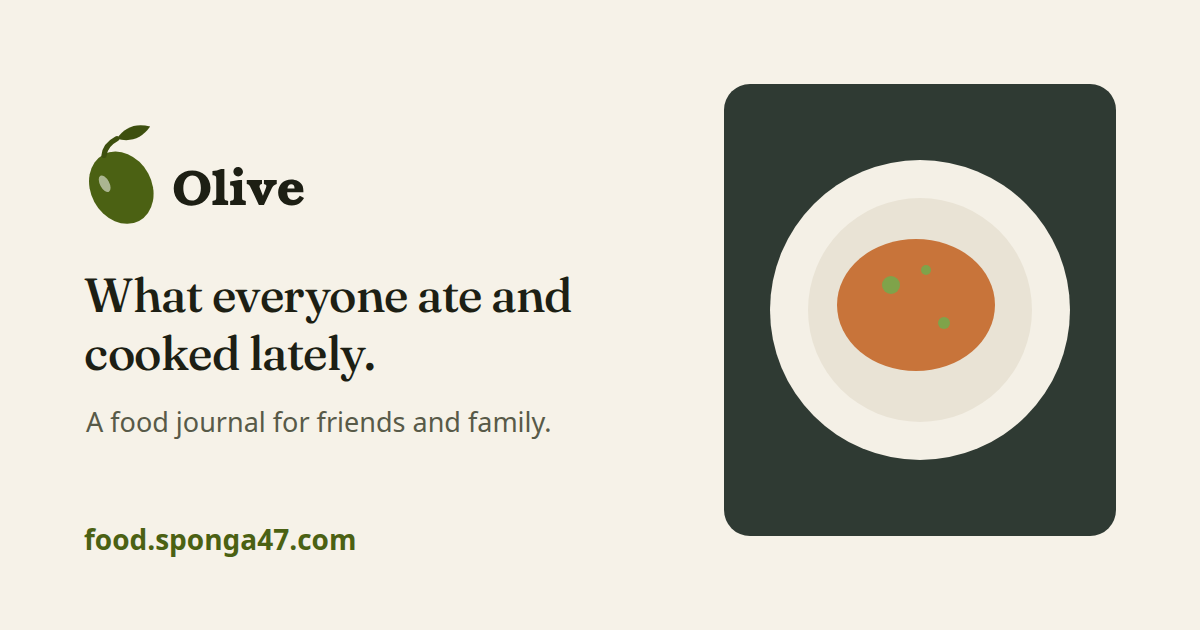 Olive
What everyone ate and
cooked lately.
A food journal for friends and family.
food.sponga47.com